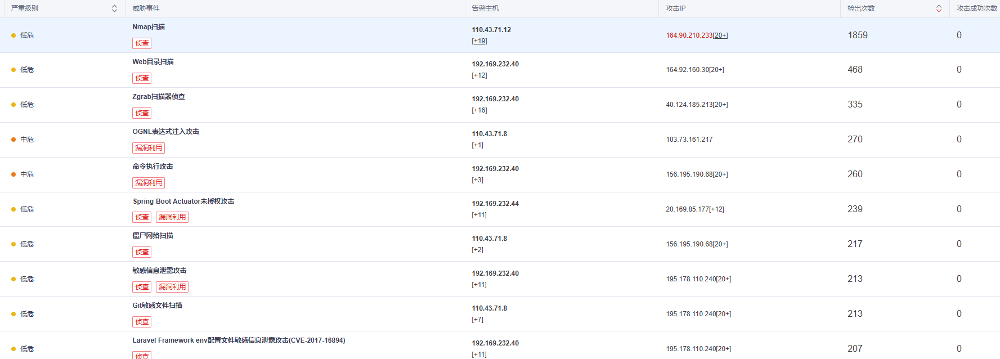 严重级别 威胁事件 告警主机 攻击IP 检出次数 攻击成功次数
低危 Nmap扫描 侦查 110.43.71.12 [+19] 164.90.210.233[20+] 1859 0
低危 Web目录扫描 侦查 192.169.232.40 [+12] 164.92.160.30[20+] 468 0
低危 Zgrab扫描器侦查 侦查 192.169.232.40 [+16] 40.124.185.213[20+] 335 0
中危 OGNL表达式注入攻击 漏洞利用 110.43.71.8 [+1] 103.73.161.217 270 0
中危 命令执行攻击 漏洞利用 192.169.232.40 [+3] 156.195.190.68[20+] 260 0
低危 Spring Boot Actuator未授权攻击 侦查 漏洞利用 192.169.232.44 [+11] 20.169.85.177[+12] 239 0
低危 僵尸网络扫描 侦查 110.43.71.8 [+2] 156.195.190.68[20+] 217 0
低危 敏感信息泄露攻击 侦查 漏洞利用 192.169.232.40 [+11] 195.178.110.240[20+] 213 0
低危 Git敏感文件扫描 侦查 110.43.71.8 [+7] 195.178.110.240[20+] 213 0
低危 Laravel Framework env配置文件敏感信息泄露攻击(CVE-2017-16894) 侦查 192.169.232.40 [+11] 195.178.110.240[20+] 207 0